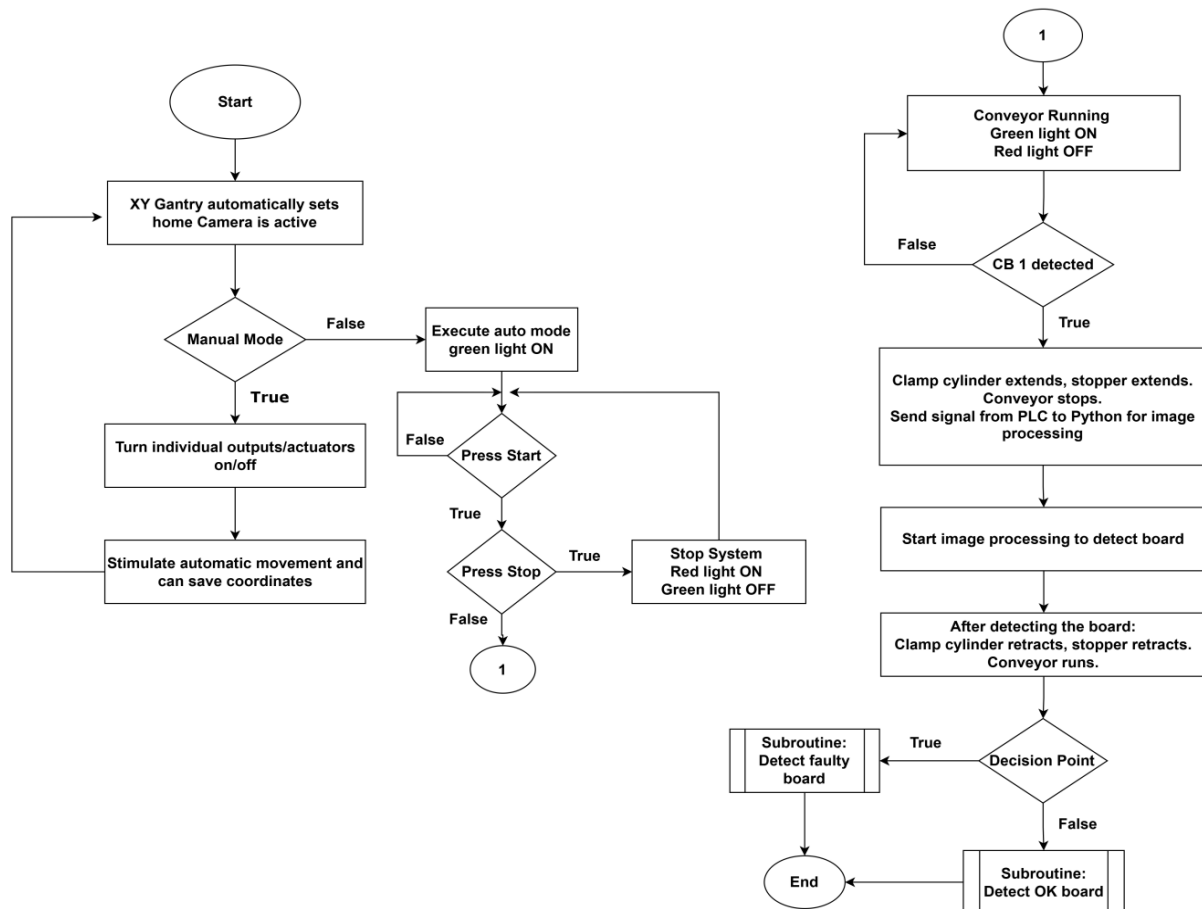 Start
XY Gantry automatically sets
home Camera is active
Manual Mode
False
True
Turn individual outputs/actuators
on/off
Stimulate automatic movement and
can save coordinates
Execute auto mode
green light ON
False
Press Start
True
Press Stop
True
Stop System
Red light ON
Green light OFF
False
1
1
Conveyor Running
Green light ON
Red light OFF
False
CB 1 detected
True
Clamp cylinder extends, stopper extends.
Conveyor stops.
Send signal from PLC to Python for image
processing
Start image processing to detect board
After detecting the board:
Clamp cylinder retracts, stopper retracts.
Conveyor runs.
Decision Point
True
Subroutine:
Detect faulty
board
False
Subroutine:
Detect OK board
End